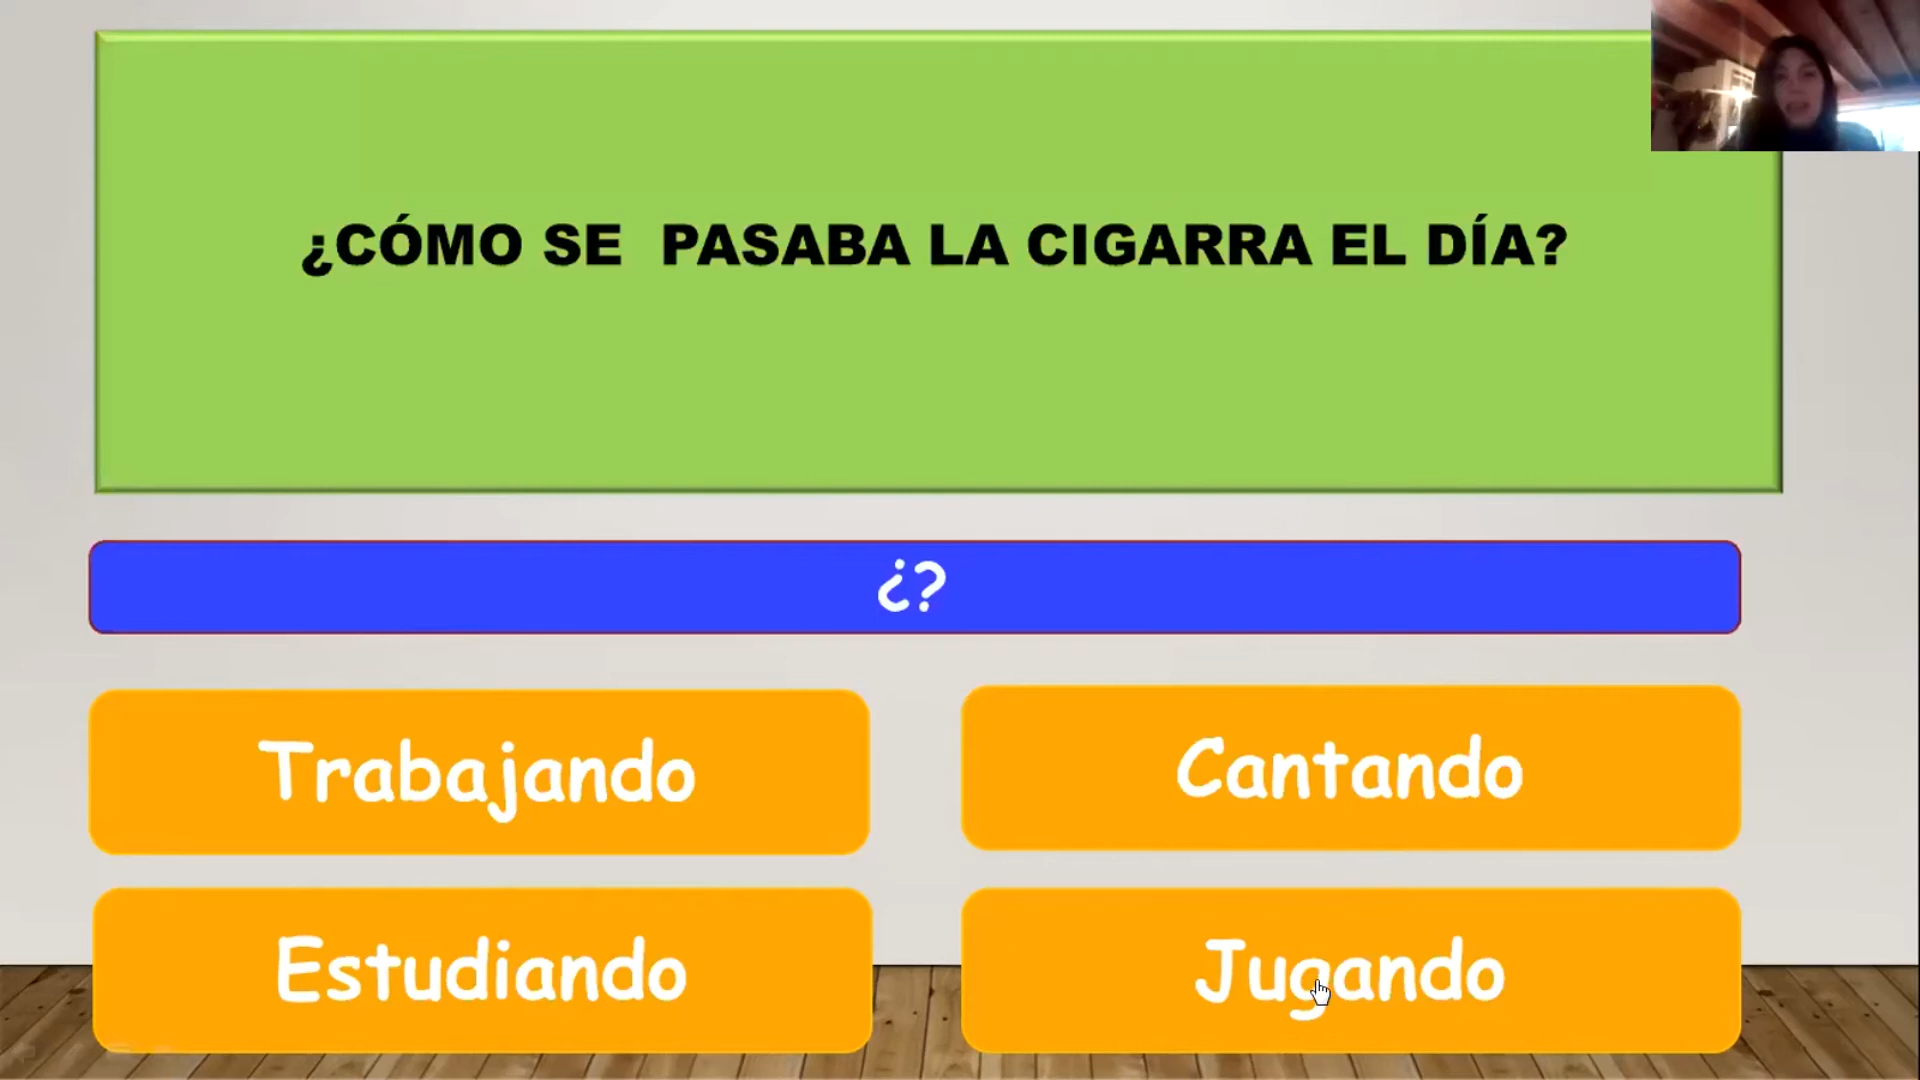 ¿CÓMO SE PASABA LA CIGARRA EL DÍA?
¿?
Trabajando
Cantando
Estudiando
Jugando